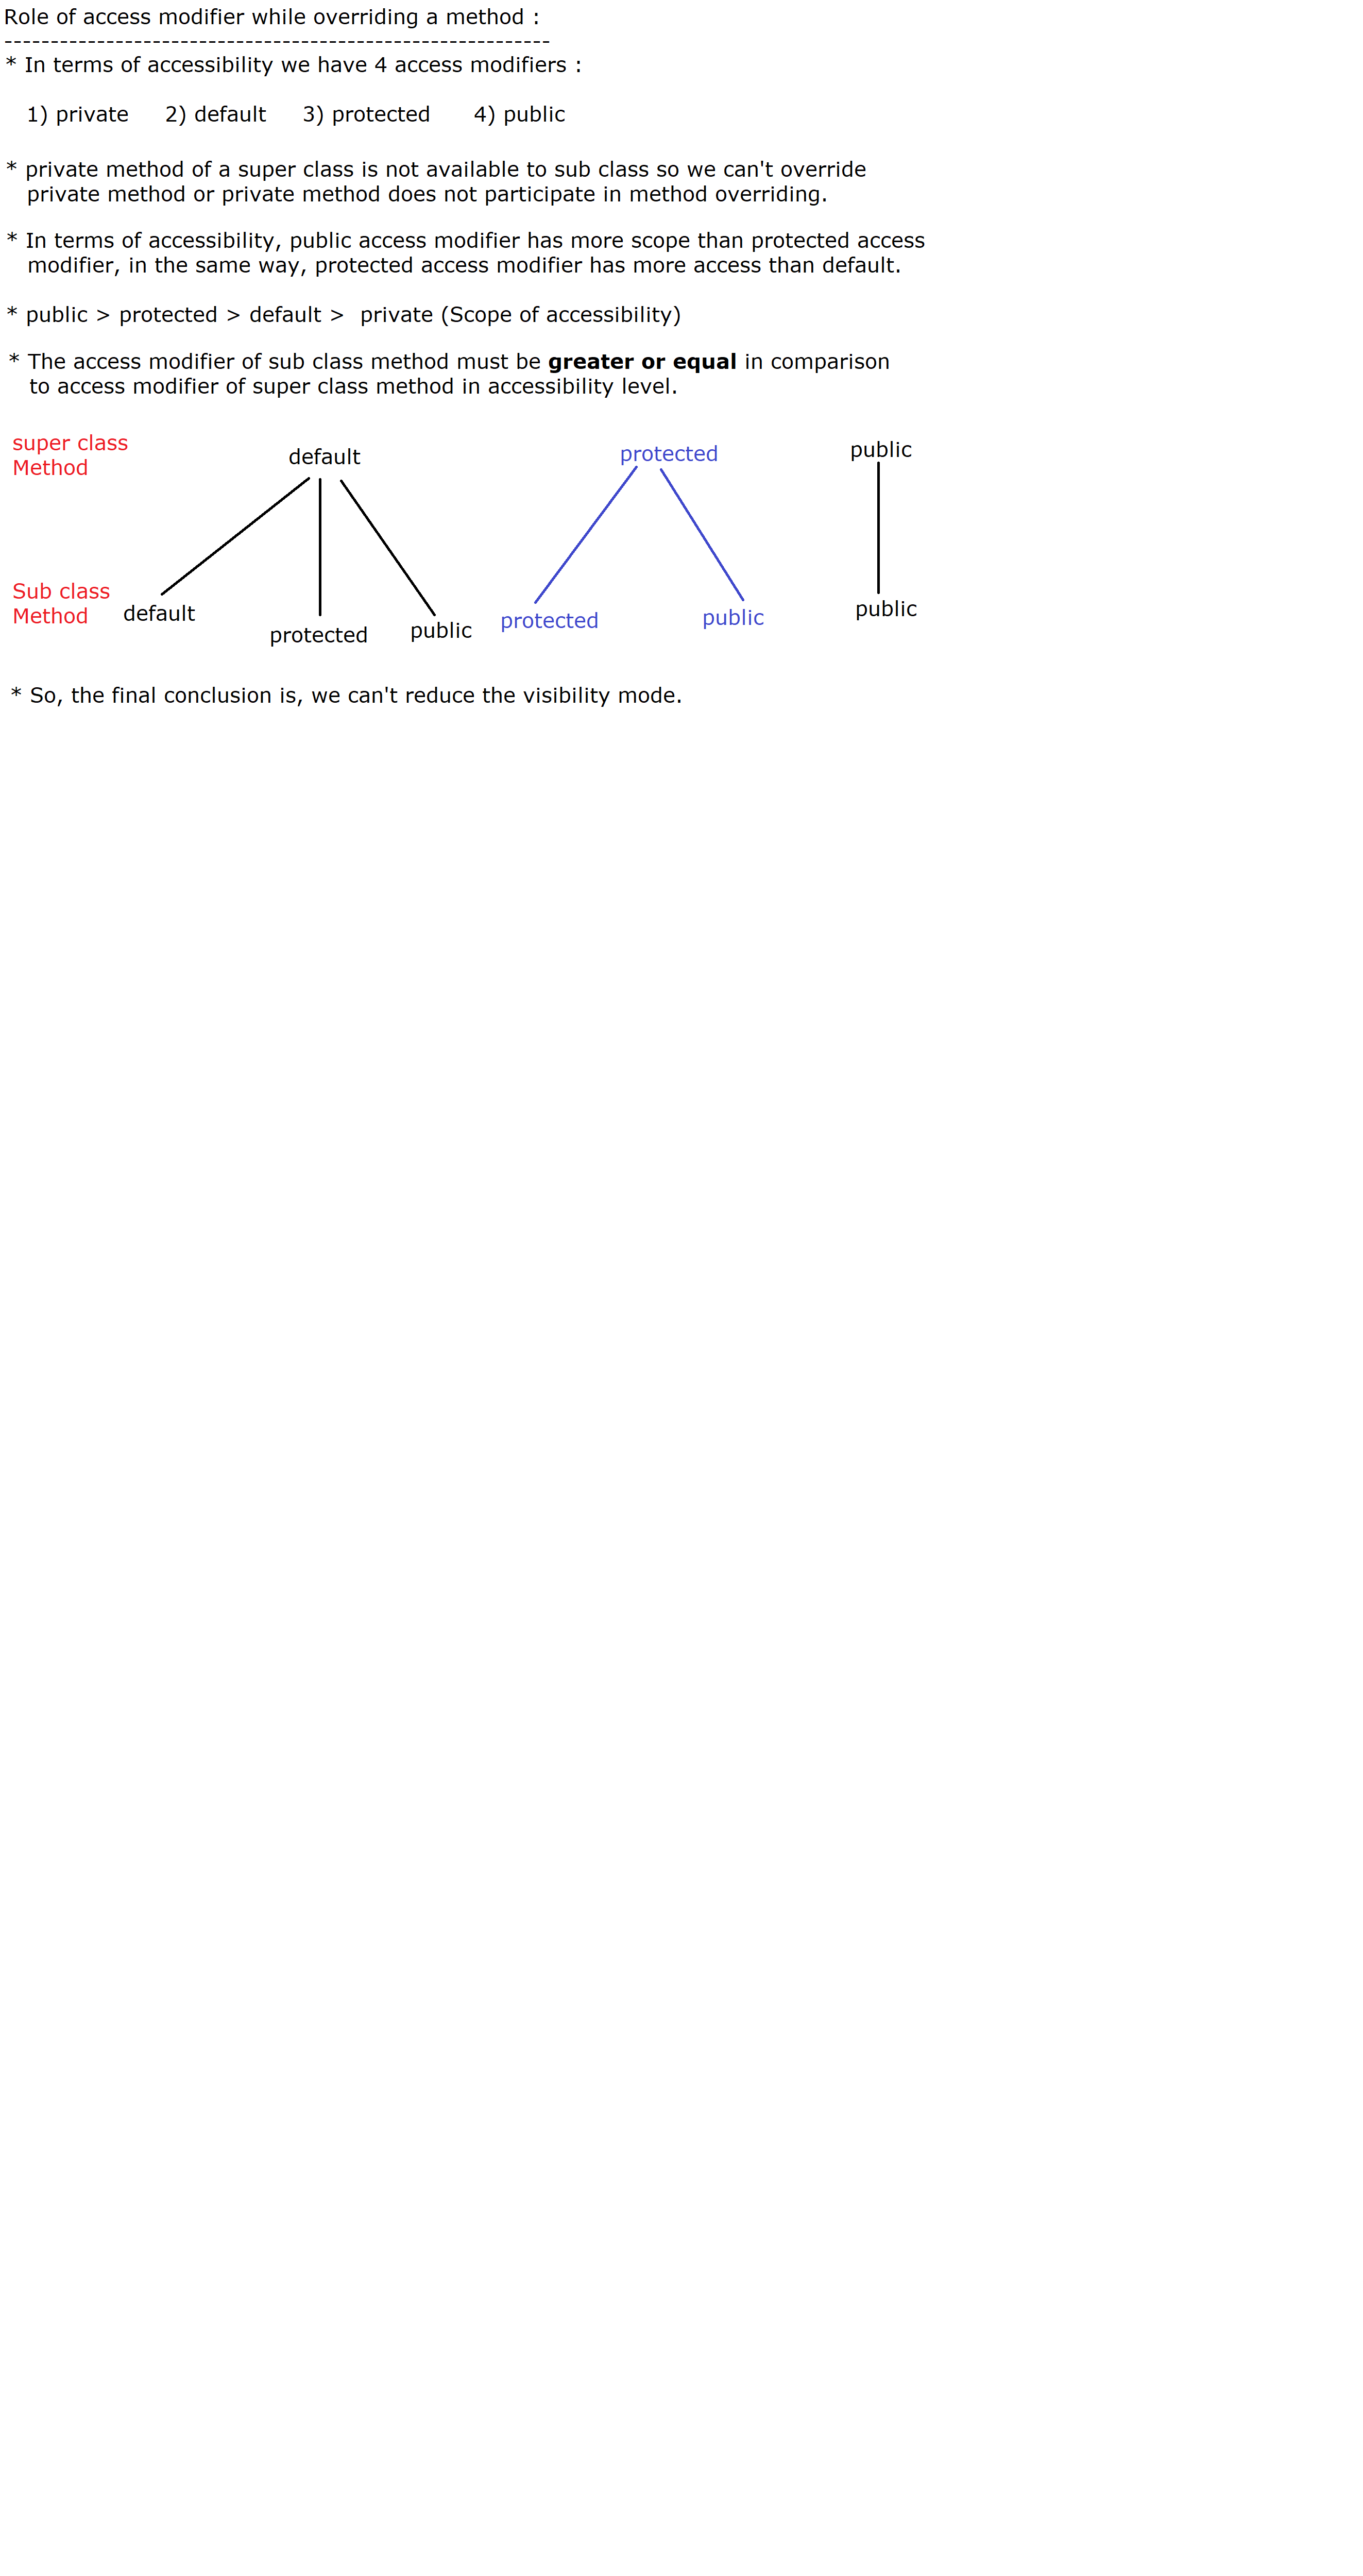 Role of access modifier while overriding a method :
-----------------------------------------------------------
* In terms of accessibility we have 4 access modifiers :
1) private 2) default 3) protected 4) public
* private method of a super class is not available to sub class so we can't override
private method or private method does not participate in method overriding.
* In terms of accessibility, public access modifier has more scope than protected access
modifier, in the same way, protected access modifier has more access than default.
* public > protected > default > private (Scope of accessibility)
* The access modifier of sub class method must be greater or equal in comparison
to access modifier of super class method in accessibility level.
super class
Method
default
protected
public
Sub class
Method
default
protected
public
protected
public
public
* So, the final conclusion is, we can't reduce the visibility mode.